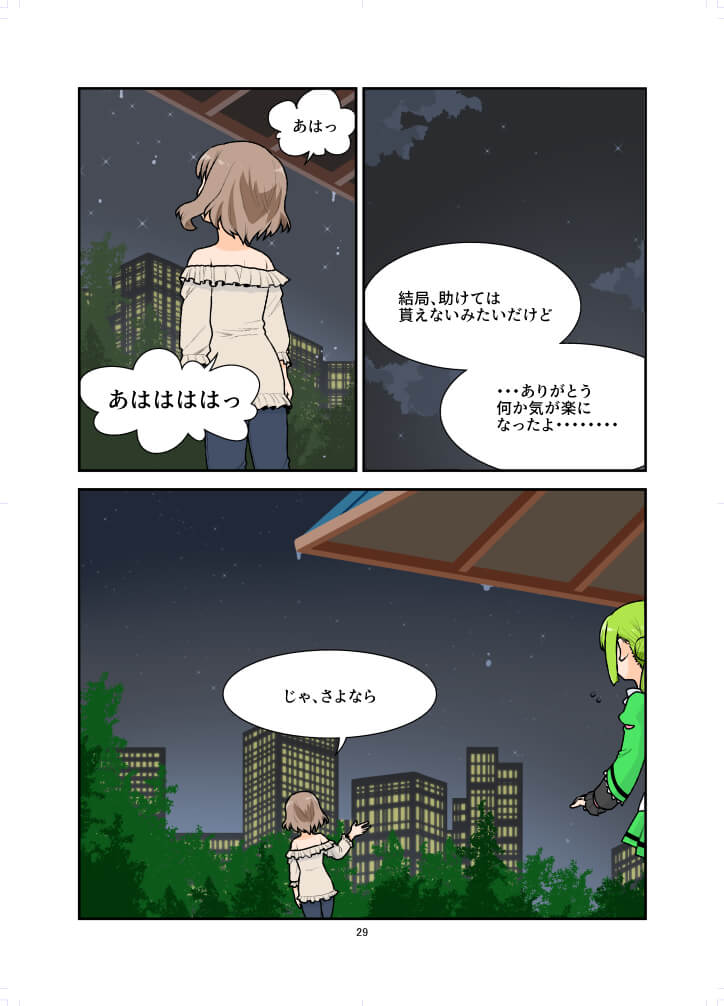 あはっ
あははははっ
結局、助けては
貰えないみたいだけど
・・・ありがとう
何か気が楽に
なったよ・・・・・・・・
じゃ、さよなら
29